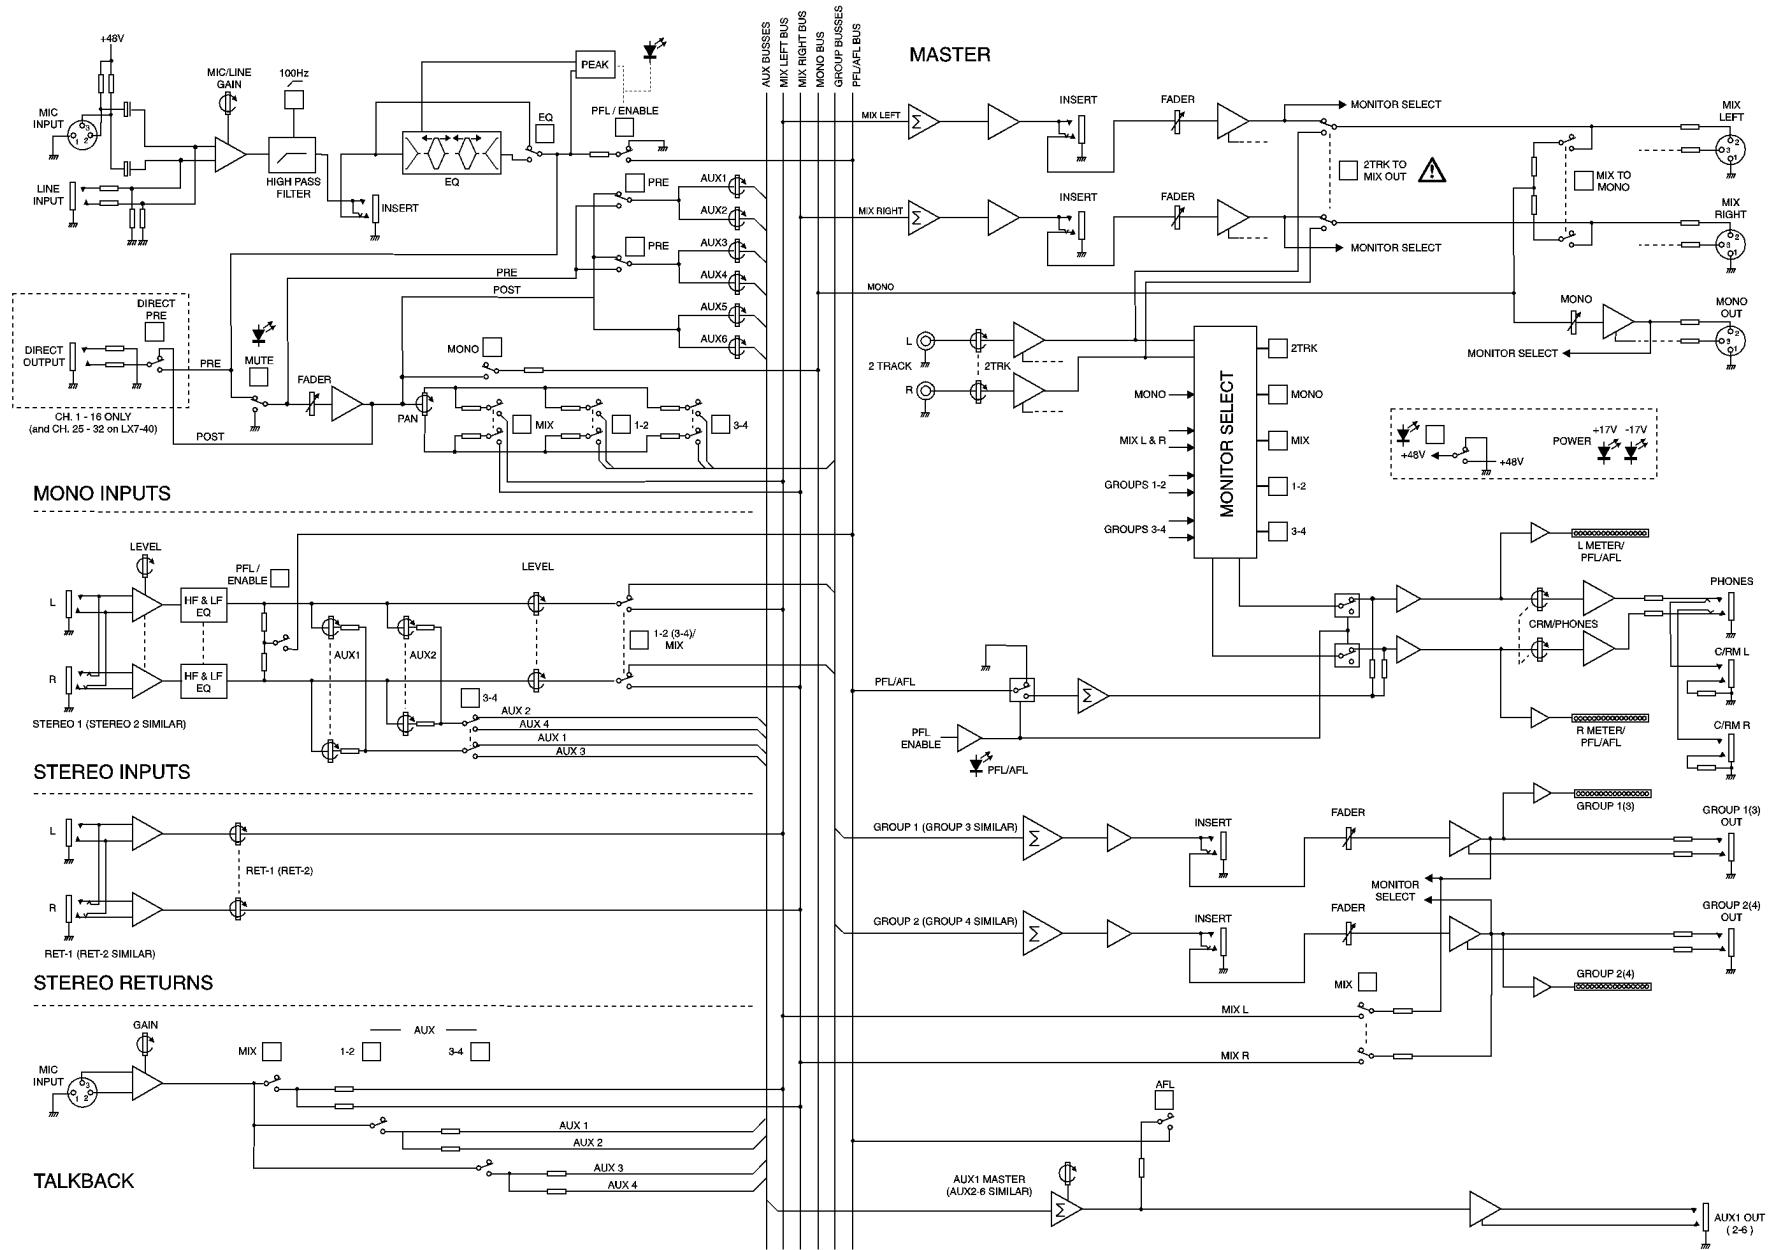 +48V
MIC INPUT
LINE INPUT
MIC/LINE GAIN
100Hz
HIGH PASS FILTER
INSERT
EQ
EQ
PEAK
PFL / ENABLE
PRE
PRE
AUX1
AUX2
AUX3
AUX4
AUX5
AUX6
PRE
POST
DIRECT PRE
DIRECT OUTPUT
CH. 1 - 16 ONLY
(and CH. 25 - 32 on LX7-40)
PRE
POST
MUTE
FADER
MONO
PAN
MIX
1-2
3-4
MONO INPUTS
LEVEL
L
R
HF & LF EQ
HF & LF EQ
PFL / ENABLE
AUX1
AUX2
LEVEL
1-2 (3-4)/ MIX
3-4
AUX 2
AUX 4
AUX 1
AUX 3
STEREO 1 (STEREO 2 SIMILAR)
STEREO INPUTS
L
R
RET-1 (RET-2)
RET-1 (RET-2 SIMILAR)
STEREO RETURNS
GAIN
MIC INPUT
AUX
MIX
1-2
3-4
AUX 1
AUX 2
AUX 3
AUX 4
TALKBACK
AUX BUSSES
MIX LEFT BUS
MIX RIGHT BUS
MONO BUS
GROUP BUSSES
PFL/AFL BUS
MASTER
MIX LEFT
Σ
INSERT
FADER
MONITOR SELECT
MIX LEFT
2TRK TO MIX OUT
MIX TO MONO
MIX RIGHT
Σ
INSERT
FADER
MONITOR SELECT
MIX RIGHT
MONO
MONO
MONO OUT
MONITOR SELECT
L
2 TRACK
R
2TRK
MONITOR SELECT
MONO
MIX L & R
GROUPS 1-2
GROUPS 3-4
2TRK
MONO
MIX
1-2
3-4
+48V
+48V
POWER
+17V -17V
L METER/ PFL/AFL
PHONES
CRM/PHONES
C/RM L
C/RM R
R METER/ PFL/AFL
PFL/AFL
Σ
PFL ENABLE
PFL/AFL
GROUP 1 (GROUP 3 SIMILAR)
Σ
INSERT
FADER
GROUP 1(3)
GROUP 1(3) OUT
MONITOR SELECT
GROUP 2 (GROUP 4 SIMILAR)
Σ
INSERT
FADER
GROUP 2(4) OUT
GROUP 2(4)
MIX
MIX L
MIX R
AFL
AUX1 MASTER
(AUX2-6 SIMILAR)
Σ
AUX1 OUT
( 2-6 )